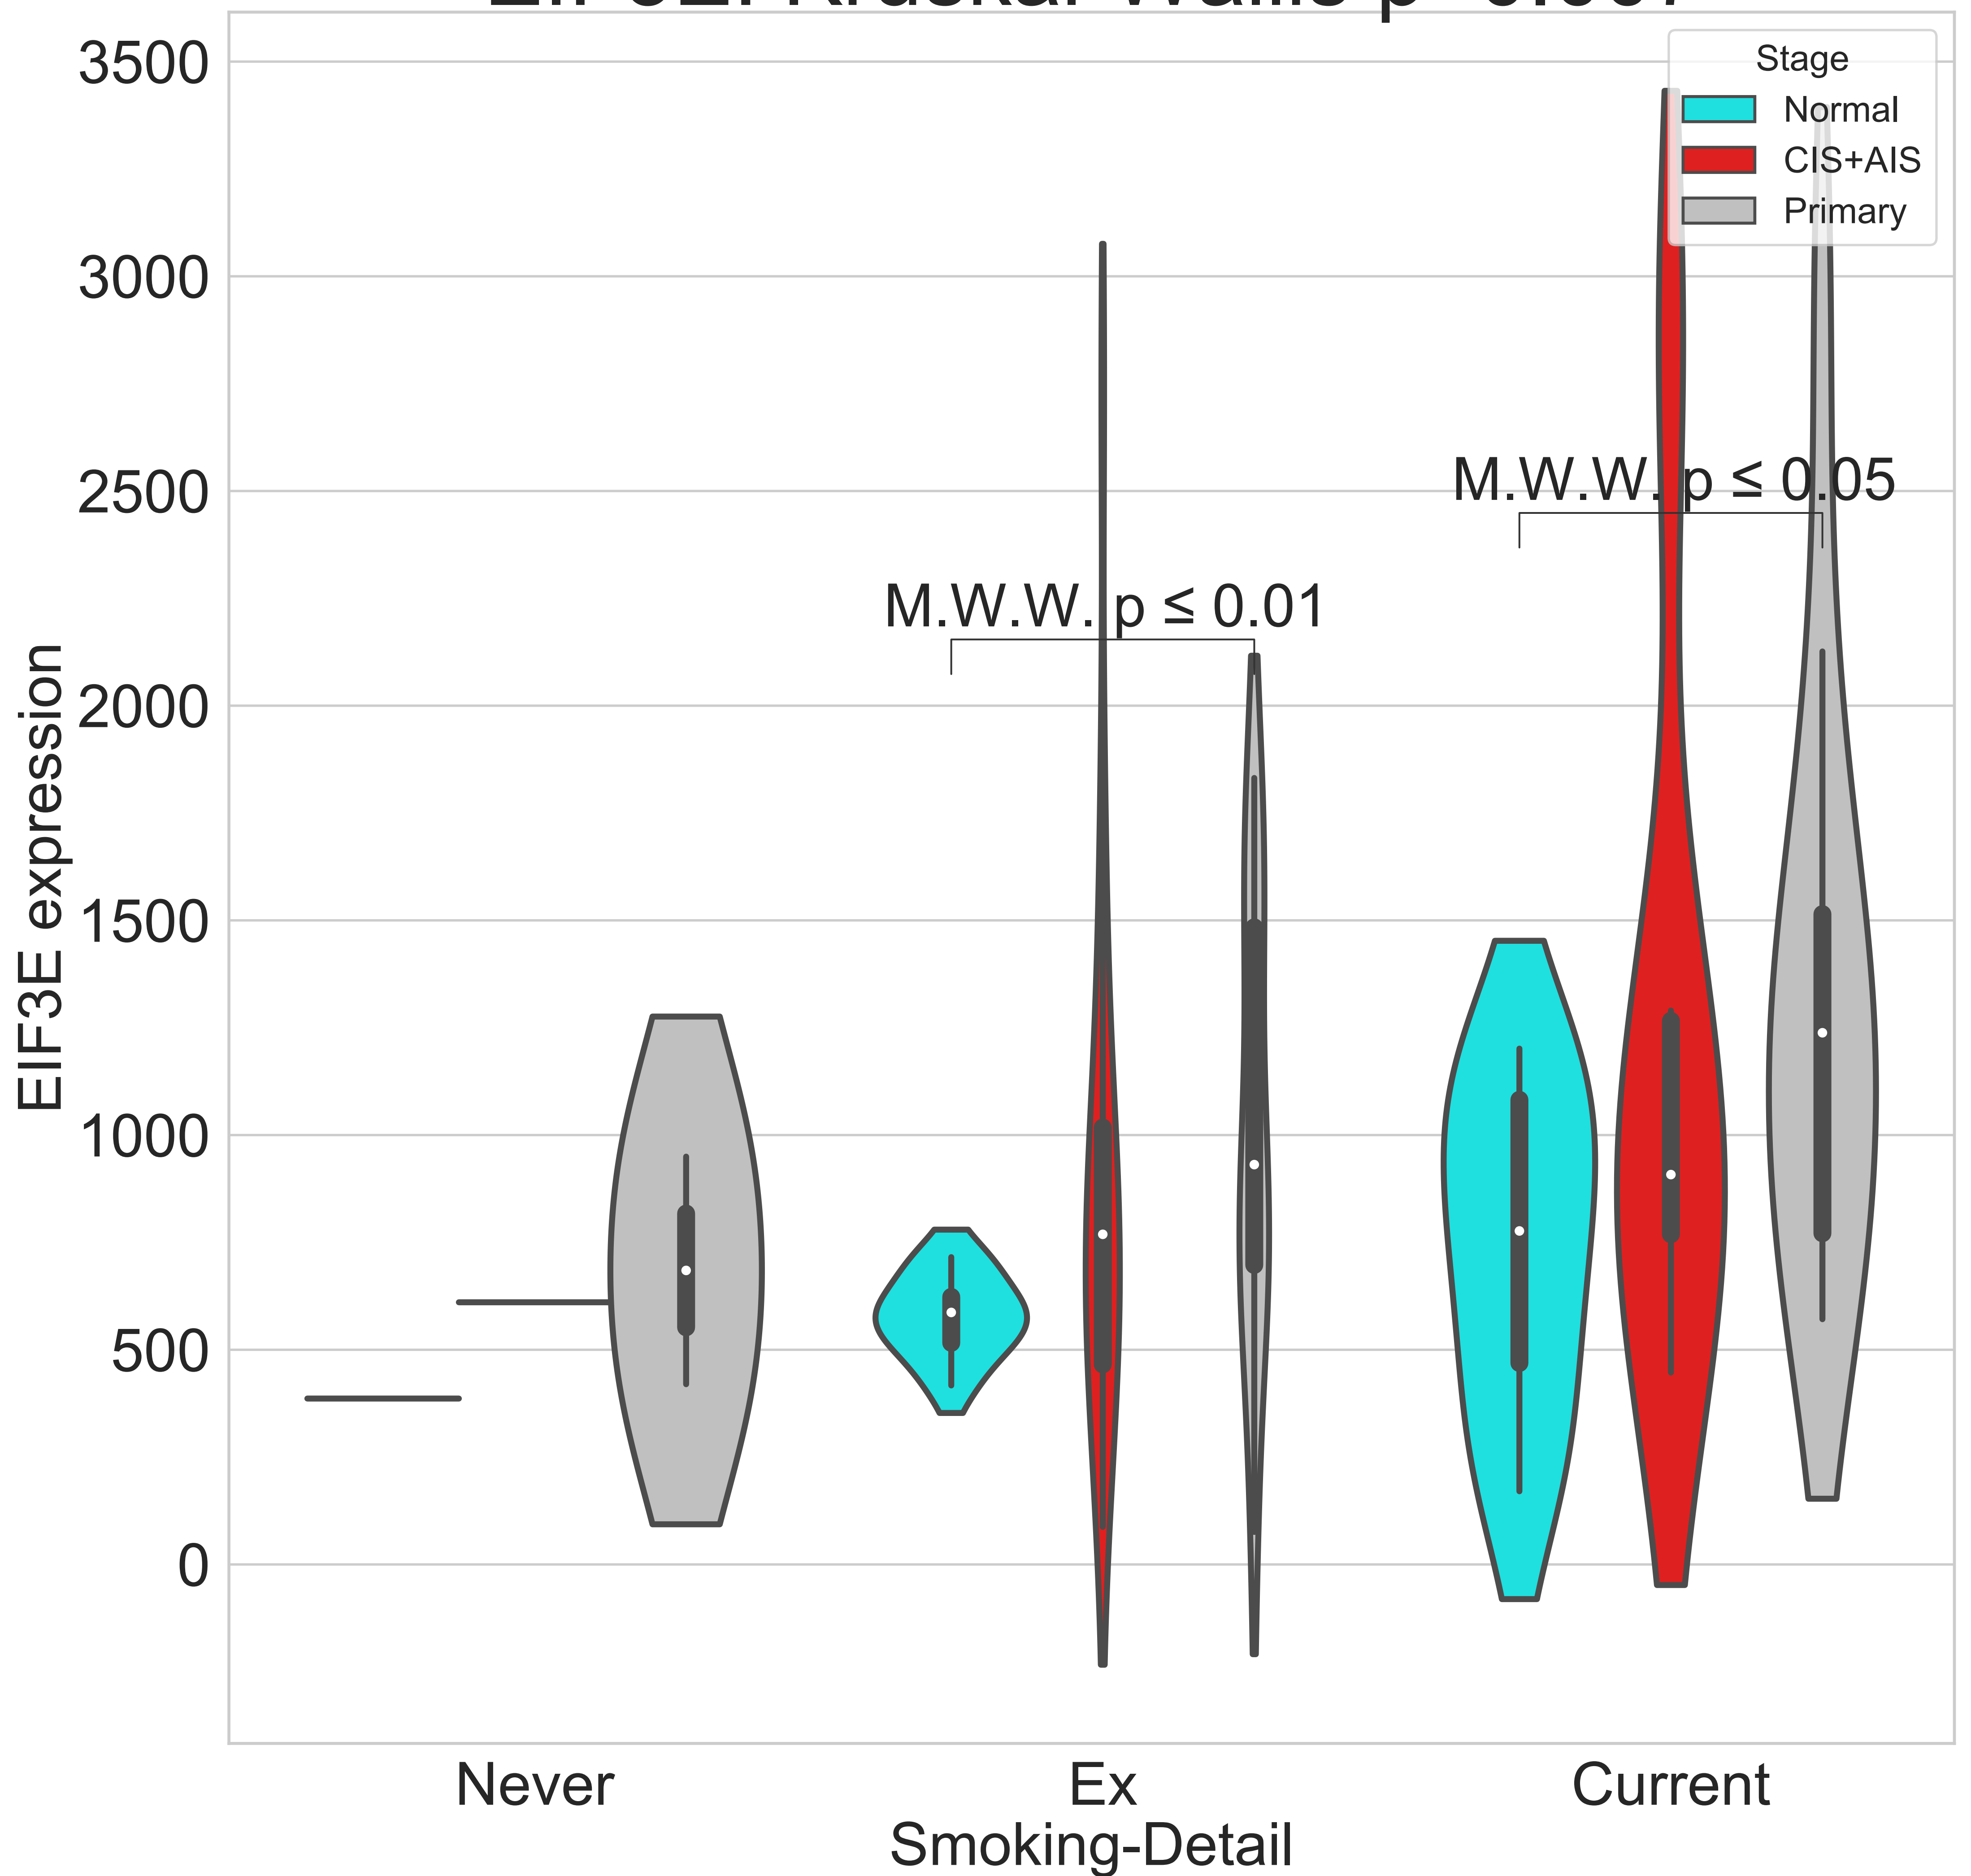 3500
3000
2500
2000
1500
1000
500
0
EIF3E expression
Stage
Normal
CIS+AIS
Primary
M.W.W. p ≤ 0.05
M.W.W. p ≤ 0.01
Never
Ex
Current
Smoking-Detail